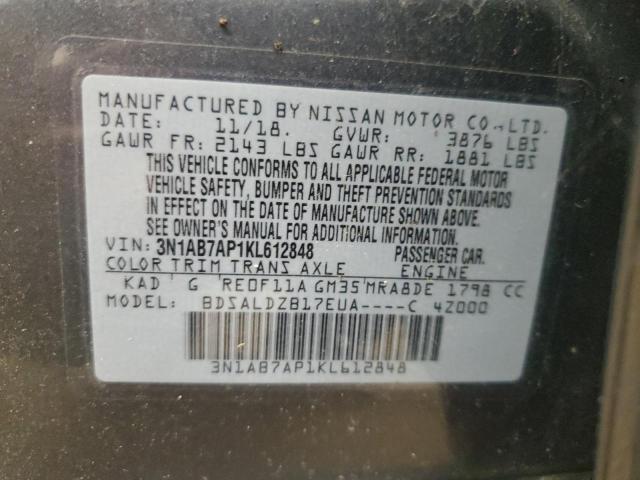 MANUFACTURED BY NISSAN MOTOR CO.,LTD.
DATE: 11/18. GVWR: 3876 LBS
GAWR FR: 2143 LBS GAWR RR: 1881 LBS
THIS VEHICLE CONFORMS TO ALL APPLICABLE FEDERAL MOTOR
VEHICLE SAFETY, BUMPER AND THEFT PREVENTION STANDARDS
IN EFFECT ON THE DATE OF MANUFACTURE SHOWN ABOVE.
SEE OWNER'S MANUAL FOR ADDITIONAL INFORMATION.
VIN: 3N1AB7AP1KL612848 PASSENGER CAR.
COLOR TRIM TRANS AXLE ENGINE
KAD G RE0F11A GM35 MRA8DE 1798 CC
MODEL BDSALDZB17EUA----C 4Z000
3N1AB7AP1KL612848